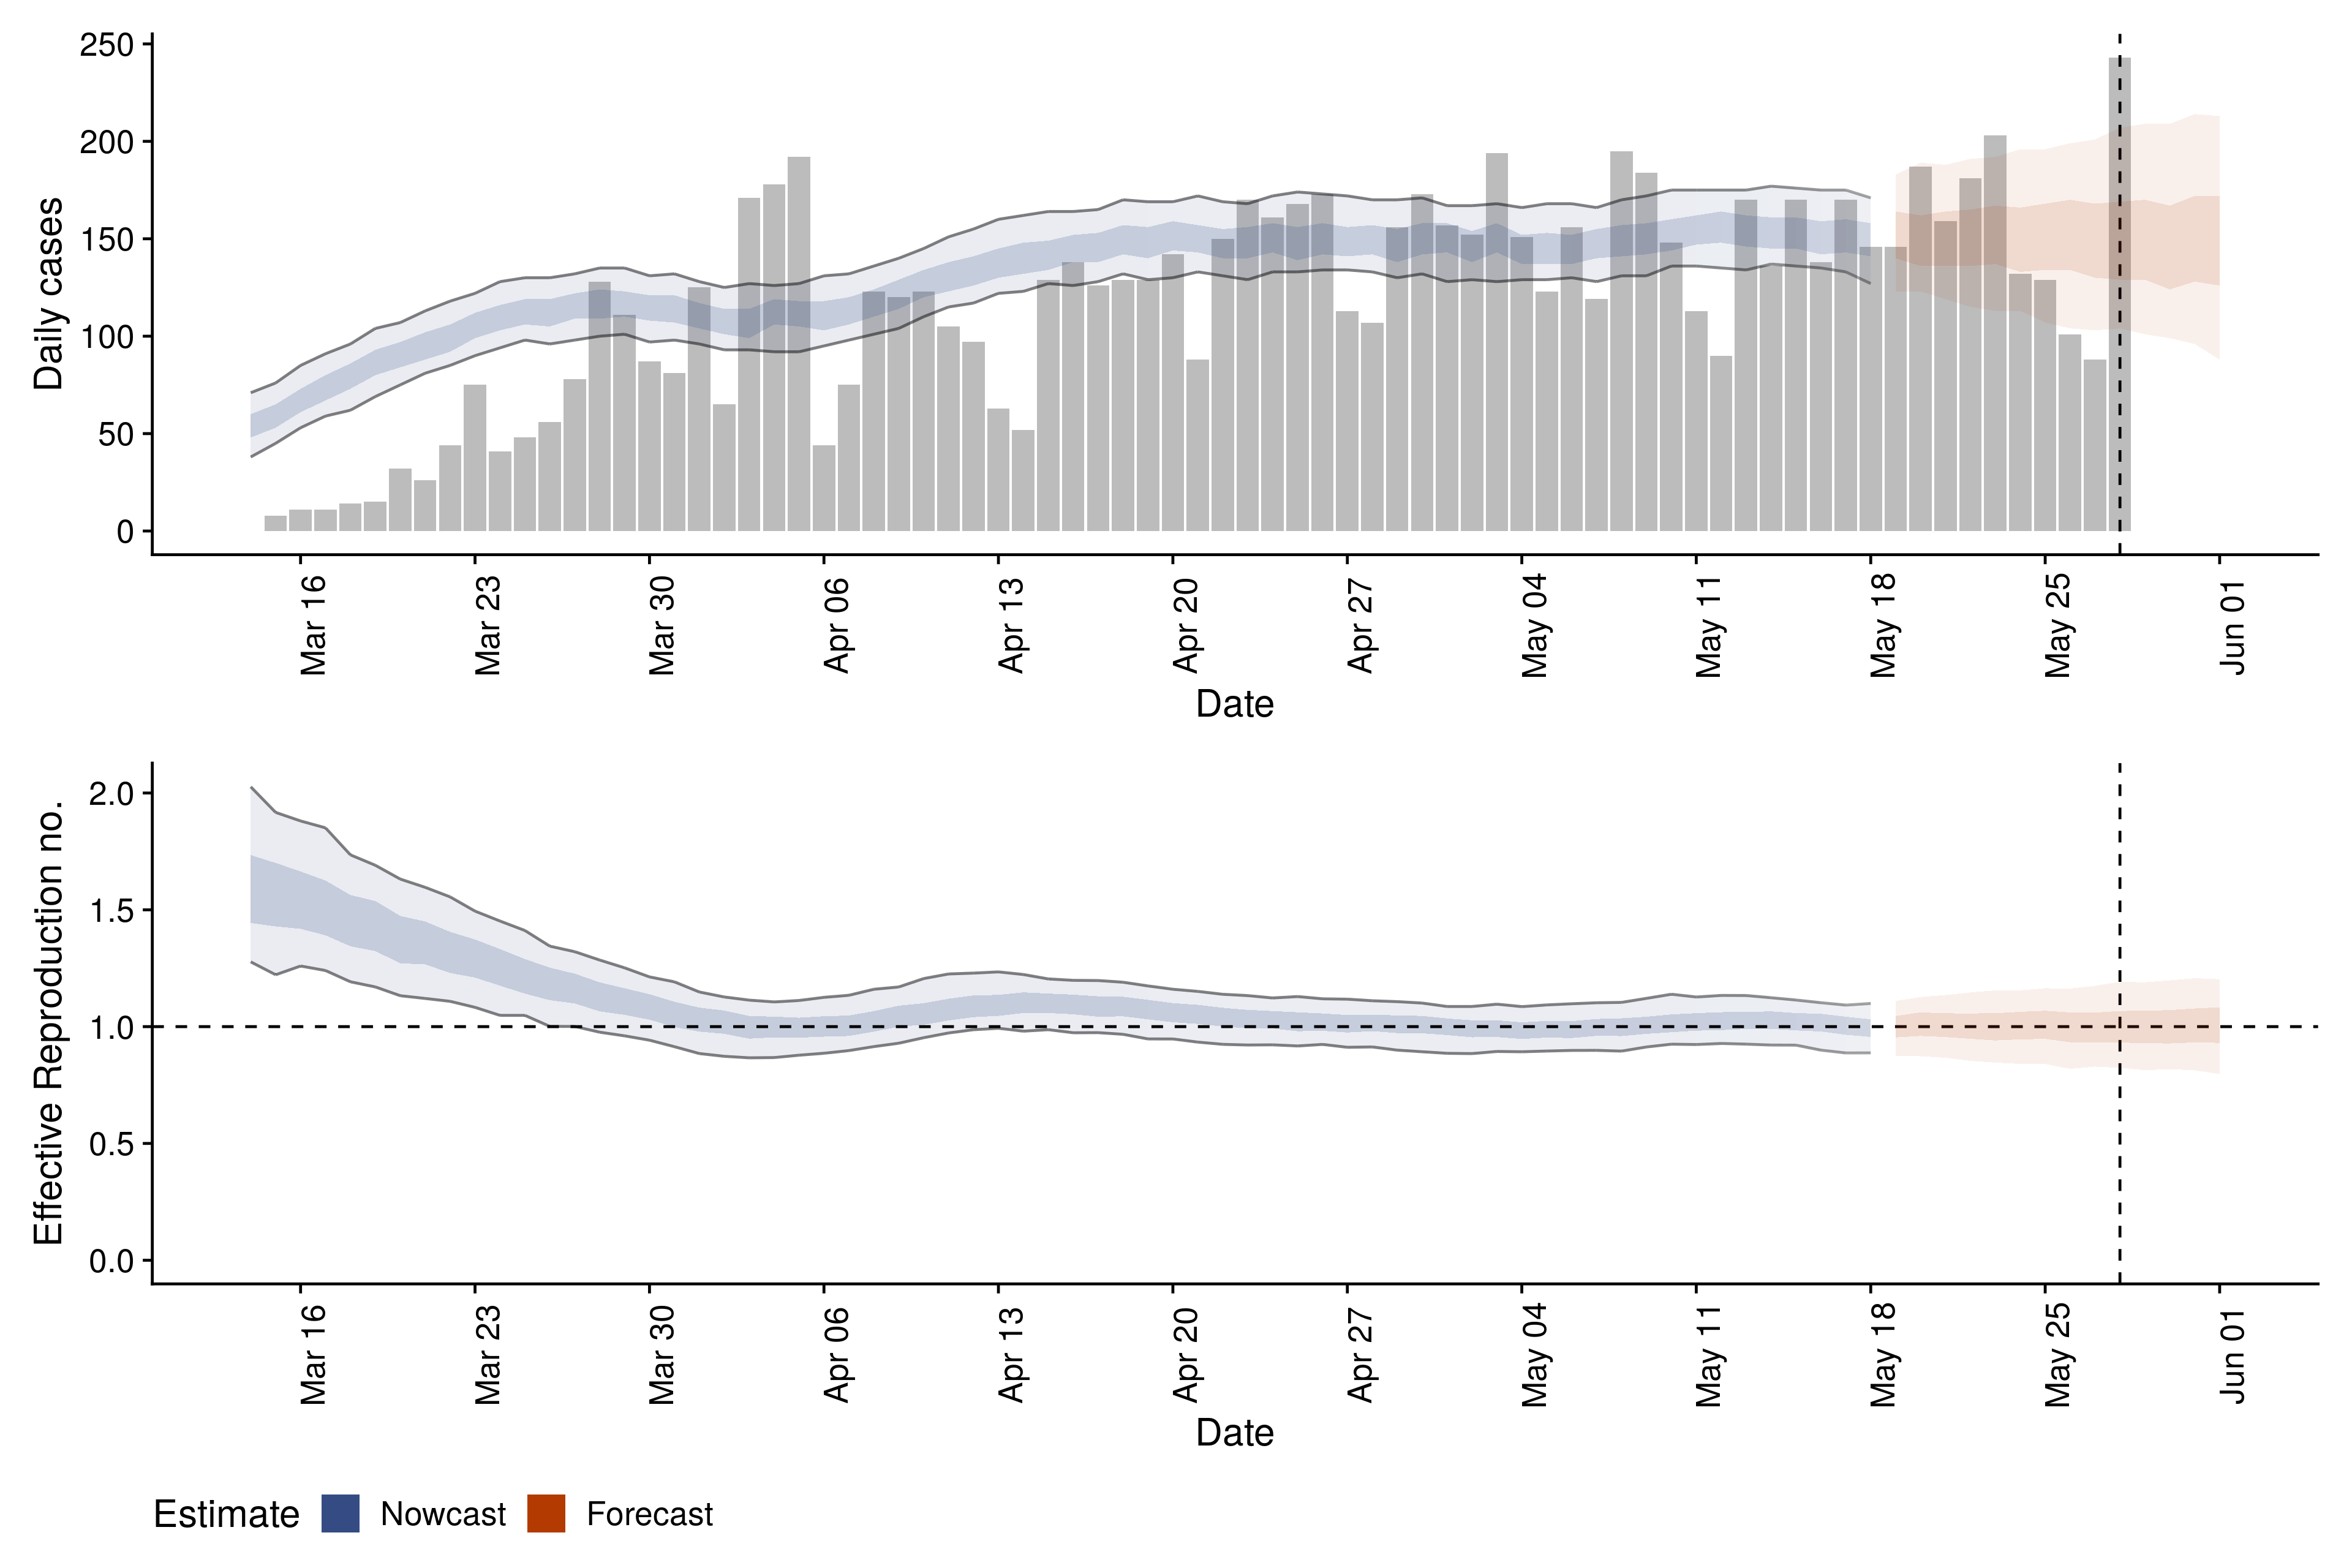 Daily cases
250
200
150
100
50
0
Mar 16
Mar 23
Mar 30
Apr 06
Apr 13
Apr 20
Apr 27
May 04
May 11
May 18
May 25
Jun 01
Date
Effective Reproduction no.
2.0
1.5
1.0
0.5
0.0
Mar 16
Mar 23
Mar 30
Apr 06
Apr 13
Apr 20
Apr 27
May 04
May 11
May 18
May 25
Jun 01
Date
Estimate Nowcast Forecast